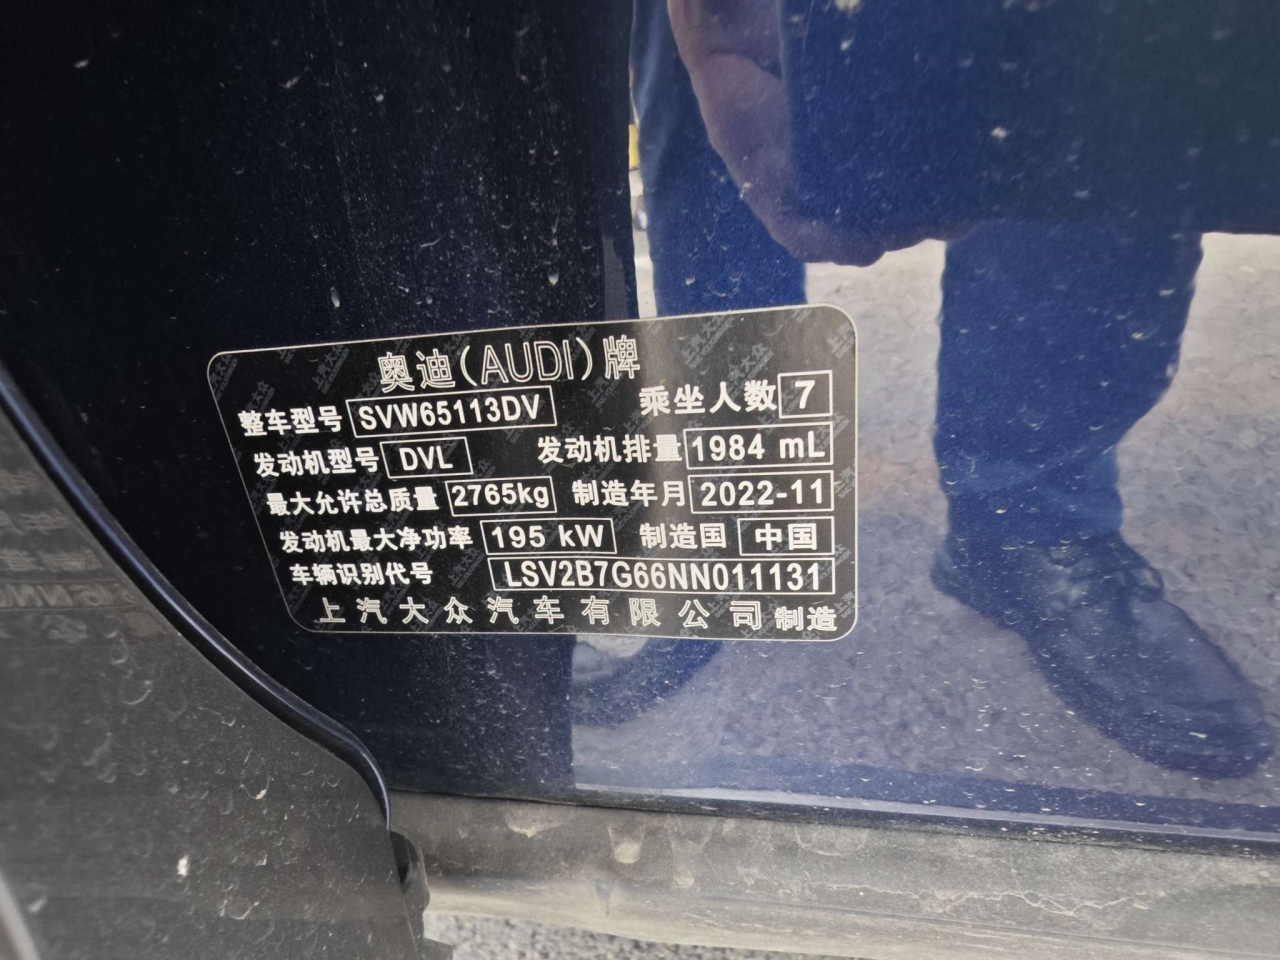 奥迪(AUDI)牌
整车型号 SVW65113DV 乘坐人数 7
发动机型号 DVL 发动机排量 1984 mL
最大允许总质量 2765kg 制造年月 2022-11
发动机最大净功率 195 kW 制造国 中国
车辆识别代号 LSV2B7G66NN011131
上汽大众汽车有限公司 制造